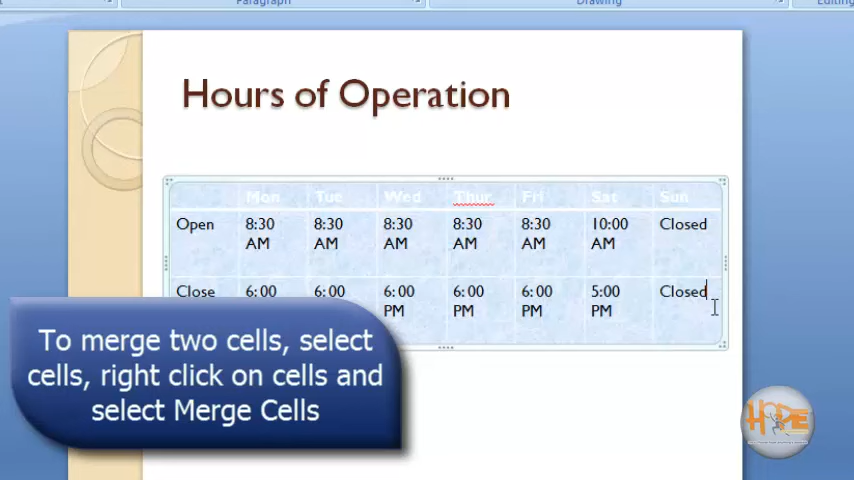 Paragraph Drawing Editing
Hours of Operation
Mon Tue Wed Thur Fri Sat Sun
Open 8:30 8:30 8:30 8:30 8:30 10:00 Closed
AM AM AM AM AM AM
Close 6:00 6:00 6:00 6:00 6:00 5:00 Closed
PM PM PM PM
To merge two cells, select
cells, right click on cells and
select Merge Cells
HOPE